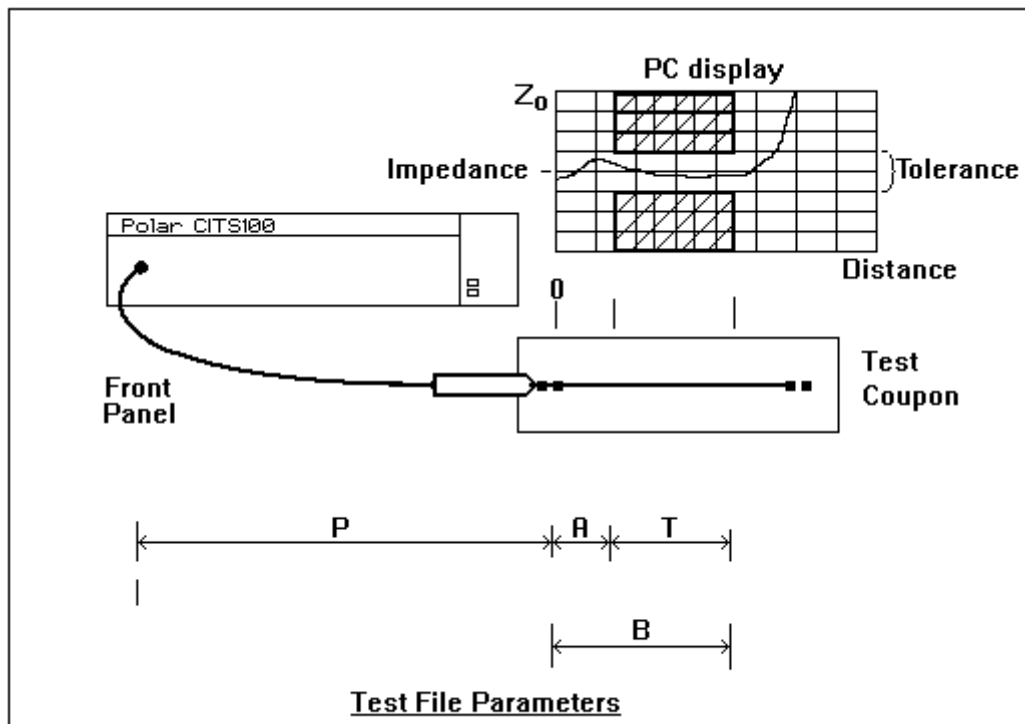 PC display
Z₀
Impedance
Tolerance
Polar CITS100
Distance
0
Front
Panel
Test
Coupon
P
A
T
B
Test File Parameters